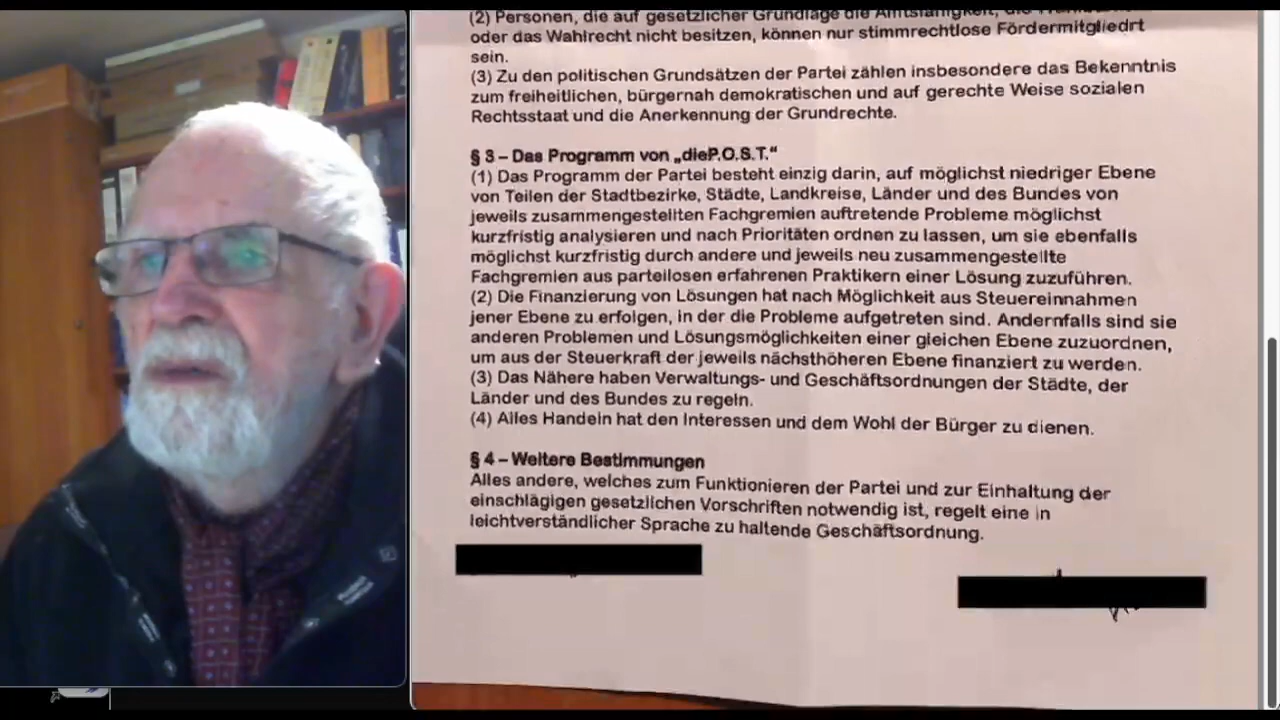 (2) Personen, die auf gesetzlicher Grundlage die Amtsfähigkeit, die
oder das Wahlrecht nicht besitzen, können nur stimmrechtlose Fördermitgliedrt
sein.
(3) Zu den politischen Grundsätzen der Partei zählen insbesondere das Bekenntnis
zum freiheitlichen, bürgernah demokratischen und auf gerechte Weise sozialen
Rechtsstaat und die Anerkennung der Grundrechte.
§ 3 – Das Programm von „dieP.O.S.T.“
(1) Das Programm der Partei besteht einzig darin, auf möglichst niedriger Ebene
von Teilen der Stadtbezirke, Städte, Landkreise, Länder und des Bundes von
jeweils zusammengestellten Fachgremien auftretende Probleme möglichst
kurzfristig analysieren und nach Prioritäten ordnen zu lassen, um sie ebenfalls
möglichst kurzfristig durch andere und jeweils neu zusammengestellte
Fachgremien aus parteilosen erfahrenen Praktikern einer Lösung zuzuführen.
(2) Die Finanzierung von Lösungen hat nach Möglichkeit aus Steuereinnahmen
jener Ebene zu erfolgen, in der die Probleme aufgetreten sind. Andernfalls sind sie
anderen Problemen und Lösungsmöglichkeiten einer gleichen Ebene zuzuordnen,
um aus der Steuerkraft der jeweils nächsthöheren Ebene finanziert zu werden.
(3) Das Nähere haben Verwaltungs- und Geschäftsordnungen der Städte, der
Länder und des Bundes zu regeln.
(4) Alles Handeln hat den Interessen und dem Wohl der Bürger zu dienen.
§ 4 – Weitere Bestimmungen
Alles andere, welches zum Funktionieren der Partei und zur Einhaltung der
einschlägigen gesetzlichen Vorschriften notwendig ist, regelt eine in
leichtverständlicher Sprache zu haltende Geschäftsordnung.